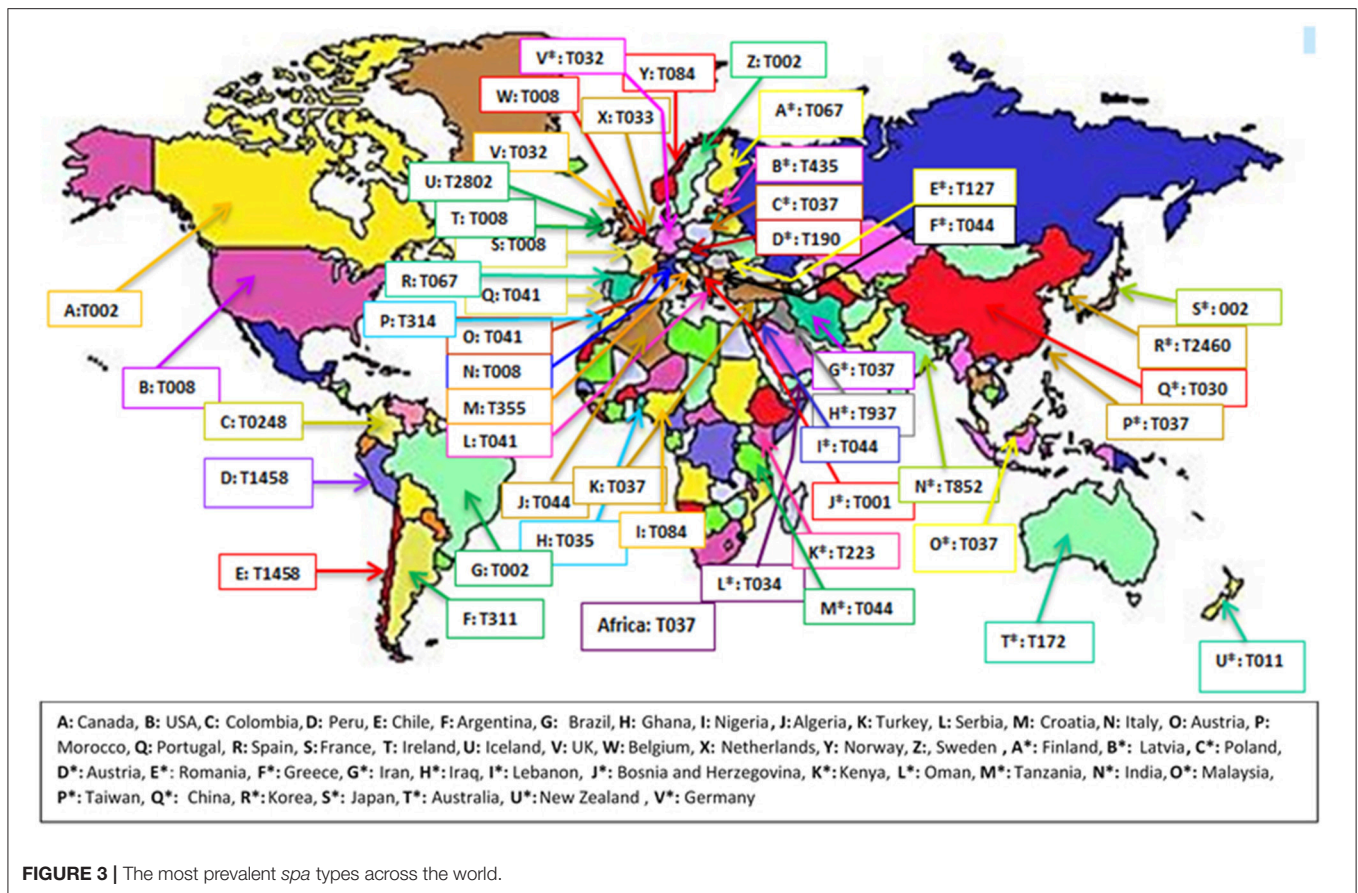 V*: T032
Y: T084
Z: T002
W: T008
A*: T067
X: T033
V: T032
B*: T435
U: T2802
E*: T127
C*: T037
T: T008
F*: T044
D*: T190
S: T008
R: T067
Q: T041
A:T002
S*: 002
P: T314
O: T041
R*: T2460
N: T008
G*: T037
B: T008
Q*: T030
M: T355
H*: T937
C: T0248
P*: T037
L: T041
I*: T044
D: T1458
J: T044
K: T037
N*: T852
J*: T001
I: T084
H: T035
O*: T037
K*: T223
E: T1458
G: T002
L*: T034
M*: T044
F: T311
Africa: T037
T*: T172
U*: T011
A: Canada, B: USA, C: Colombia, D: Peru, E: Chile, F: Argentina, G: Brazil, H: Ghana, I: Nigeria, J: Algeria, K: Turkey, L: Serbia, M: Croatia, N: Italy, O: Austria, P:
Morocco, Q: Portugal, R: Spain, S: France, T: Ireland, U: Iceland, V: UK, W: Belgium, X: Netherlands, Y: Norway, Z:, Sweden , A*: Finland, B*: Latvia, C*: Poland,
D*: Austria, E*: Romania, F*: Greece, G*: Iran, H*: Iraq, I*: Lebanon, J*: Bosnia and Herzegovina, K*: Kenya, L*: Oman, M*: Tanzania, N*: India, O*: Malaysia,
P*: Taiwan, Q*: China, R*: Korea, S*: Japan, T*: Australia, U*: New Zealand , V*: Germany
FIGURE 3 | The most prevalent spa types across the world.